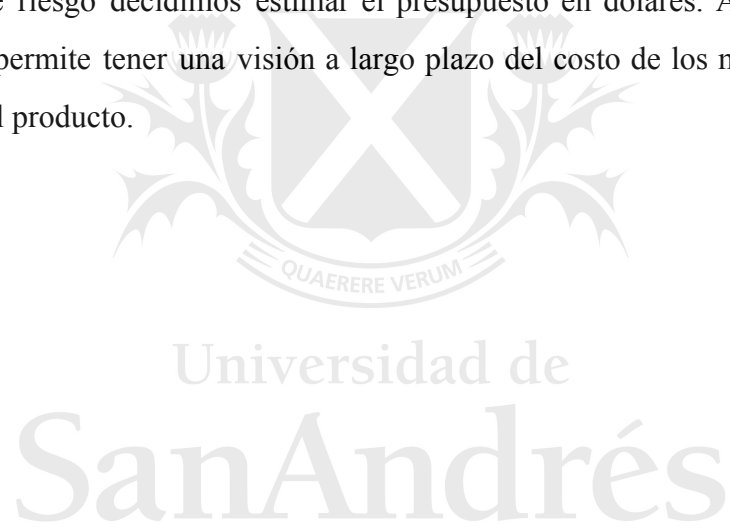 e riesgo decidimos estimar el presupuesto en dólares. A
permite tener una visión a largo plazo del costo de los
l producto.
QUAERERE VERUM
Universidad de
SanAndrés